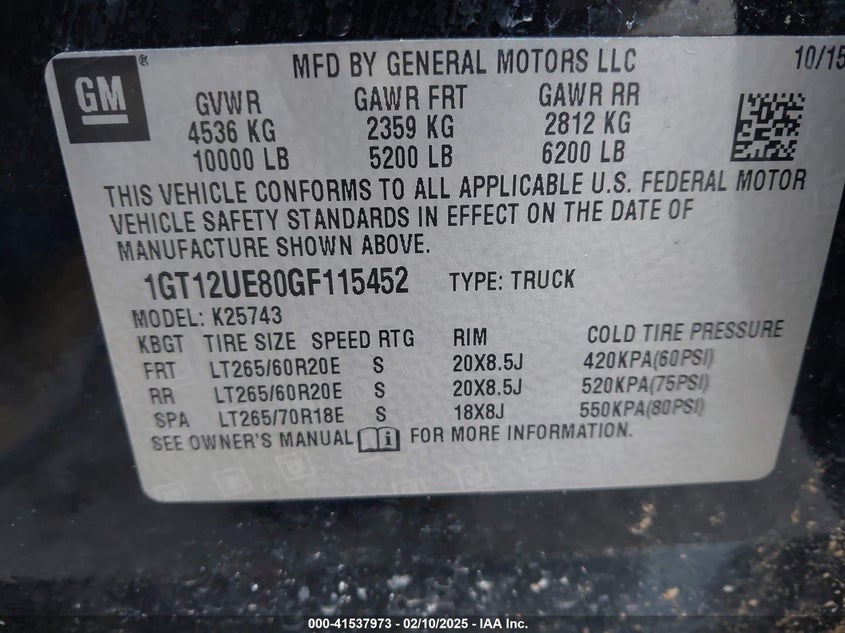 GM ®
MFD BY GENERAL MOTORS LLC 10/15
GVWR GAWR FRT GAWR RR
4536 KG 2359 KG 2812 KG
10000 LB 5200 LB 6200 LB
THIS VEHICLE CONFORMS TO ALL APPLICABLE U.S. FEDERAL MOTOR
VEHICLE SAFETY STANDARDS IN EFFECT ON THE DATE OF
MANUFACTURE SHOWN ABOVE.
1GT12UE80GF115452 TYPE: TRUCK
MODEL: K25743
KBGT TIRE SIZE SPEED RTG RIM COLD TIRE PRESSURE
FRT LT265/60R20E S 20X8.5J 420KPA(60PSI)
RR LT265/60R20E S 20X8.5J 520KPA(75PSI)
SPA LT265/70R18E S 18X8J 550KPA(80PSI)
SEE OWNER'S MANUAL i FOR MORE INFORMATION.
000-41537973 - 02/10/2025 - IAA Inc.